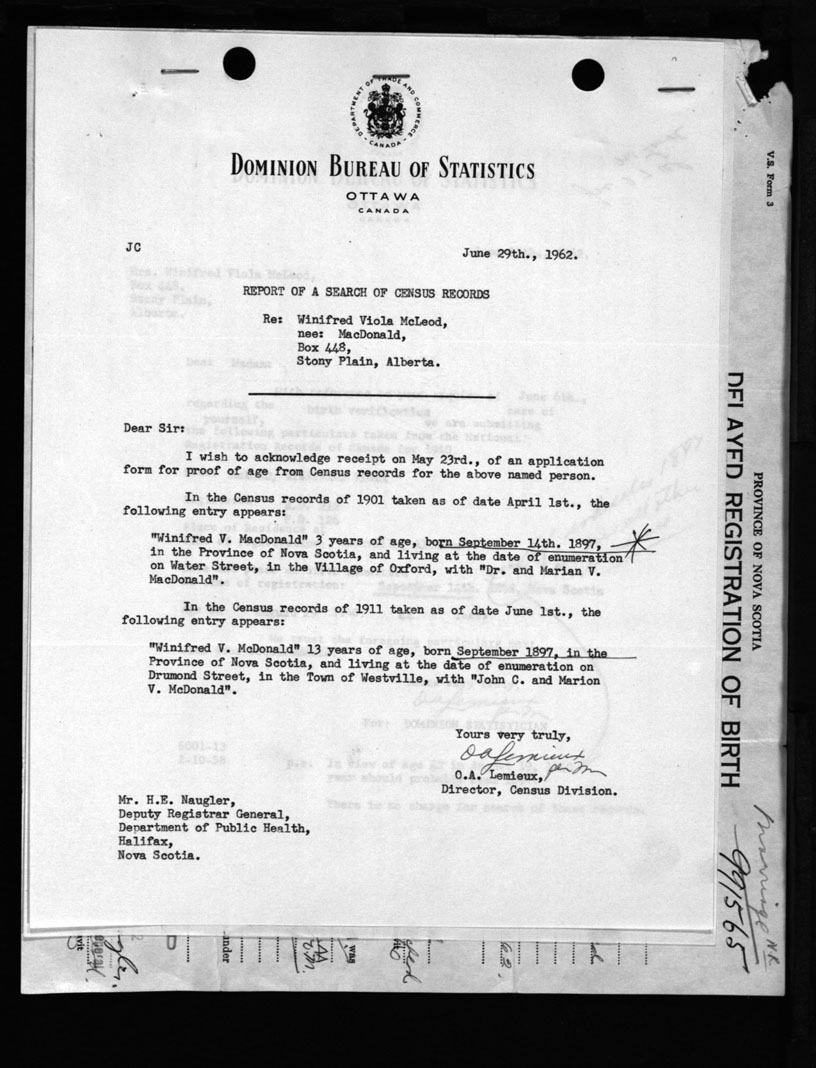 DEPARTMENT OF TRADE AND COMMERCE
CANADA
DOMINION BUREAU OF STATISTICS
OTTAWA
CANADA
JC
June 29th., 1962.
REPORT OF A SEARCH OF CENSUS RECORDS
Re: Winifred Viola McLeod,
nee: MacDonald,
Box 448,
Stony Plain, Alberta.
Dear Sir:
I wish to acknowledge receipt on May 23rd., of an application
form for proof of age from Census records for the above named person.
In the Census records of 1901 taken as of date April 1st., the
following entry appears:
"Winifred V. MacDonald" 3 years of age, born September 14th. 1897,
in the Province of Nova Scotia, and living at the date of enumeration
on Water Street, in the Village of Oxford, with "Dr. and Marian V.
MacDonald".
In the Census records of 1911 taken as of date June 1st., the
following entry appears:
"Winifred V. McDonald" 13 years of age, born September 1897, in the
Province of Nova Scotia, and living at the date of enumeration on
Drumond Street, in the Town of Westville, with "John C. and Marion
V. McDonald".
Yours very truly,
OALemieux
per
O.A. Lemieux,
Director, Census Division.
Mr. H.E. Naugler,
Deputy Registrar General,
Department of Public Health,
Halifax,
Nova Scotia.
V.S. Form 3
PROVINCE OF NOVA SCOTIA
DELAYED REGISTRATION OF BIRTH
991565
Marriage N.R.
ander
was